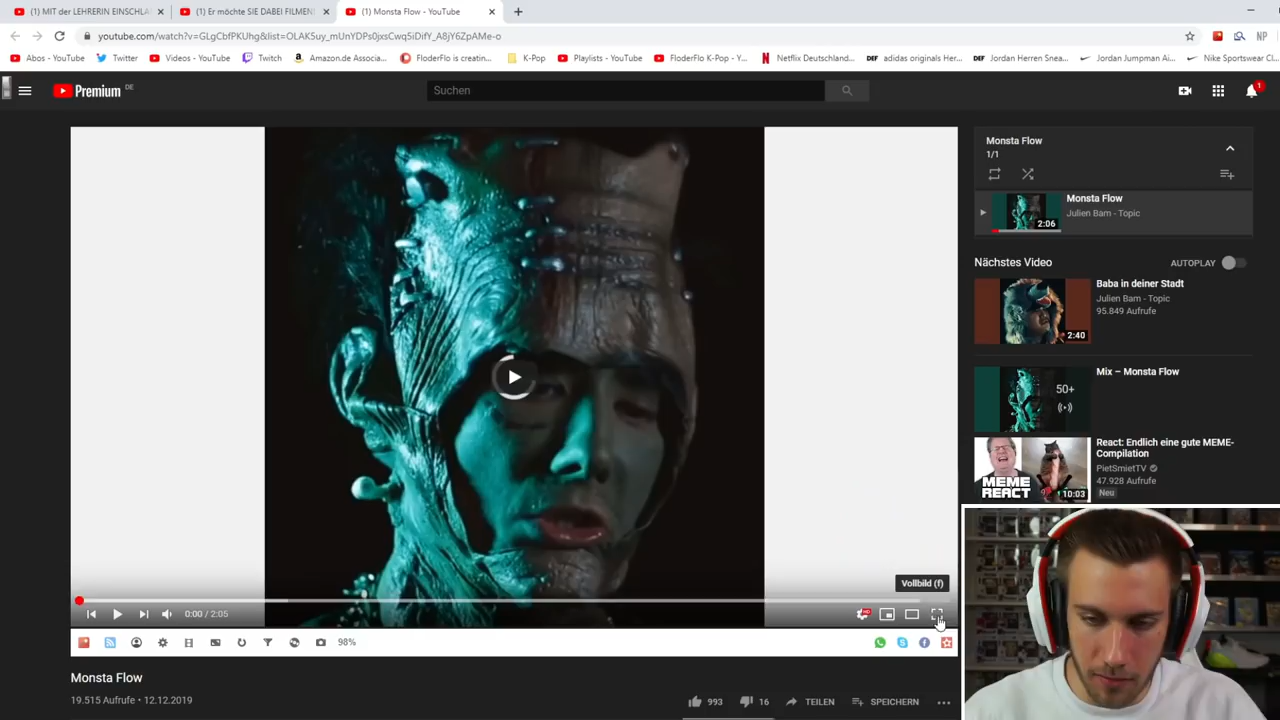 (1) MIT der LEHRERIN EINSCHLA
(1) Er möchte SIE DABEI FILMEN
(1) Monsta Flow - YouTube
youtube.com/watch?v=GLgCbfPKUhg&list=OLAK5uy_mUnYDPs0jxsCwq5iDifY_A8jY6ZpAMe-o
NP
Abos - YouTube
Twitter
Videos - YouTube
Twitch
Amazon.de Associa...
FloderFlo is creatin...
K-Pop
Playlists - YouTube
FloderFlo K-Pop - Y...
Netflix Deutschland...
DEF adidas originals Her...
DEF Jordan Herren Snea...
Jordan Jumpman Ai...
Nike Sportswear Cl...
Premium DE
Suchen
1
Monsta Flow
1/1
Monsta Flow
Julien Bam - Topic
2:06
Nächstes Video
AUTOPLAY
Baba in deiner Stadt
Julien Bam - Topic
95.849 Aufrufe
2:40
Mix – Monsta Flow
50+
React: Endlich eine gute MEME-
Compilation
PietSmietTV
47.928 Aufrufe
Neu
MEME
REACT
10:03
Vollbild (f)
0:00 / 2:05
HD
98%
Monsta Flow
19.515 Aufrufe • 12.12.2019
993
16
TEILEN
SPEICHERN